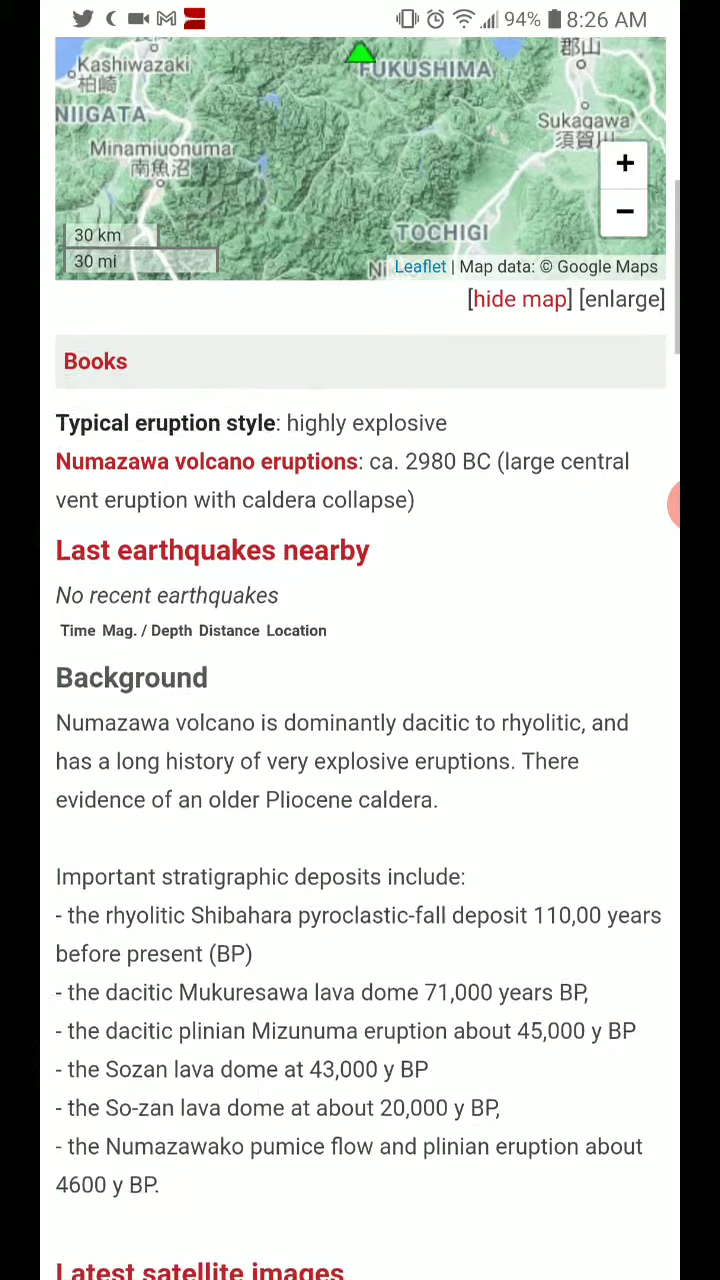 94% 8:26 AM
Kashiwazaki
柏崎
FUKUSHIMA
郡山
NIIGATA
Sukagawa
須賀川
Minamiuonuma
南魚沼
+
−
30 km
30 mi
TOCHIGI
Ni
Leaflet | Map data: © Google Maps
[hide map] [enlarge]
Books
Typical eruption style: highly explosive
Numazawa volcano eruptions: ca. 2980 BC (large central
vent eruption with caldera collapse)
Last earthquakes nearby
No recent earthquakes
Time Mag. / Depth Distance Location
Background
Numazawa volcano is dominantly dacitic to rhyolitic, and
has a long history of very explosive eruptions. There
evidence of an older Pliocene caldera.
Important stratigraphic deposits include:
- the rhyolitic Shibahara pyroclastic-fall deposit 110,00 years
before present (BP)
- the dacitic Mukuresawa lava dome 71,000 years BP,
- the dacitic plinian Mizunuma eruption about 45,000 y BP
- the Sozan lava dome at 43,000 y BP
- the So-zan lava dome at about 20,000 y BP,
- the Numazawako pumice flow and plinian eruption about
4600 y BP.
Latest satellite images